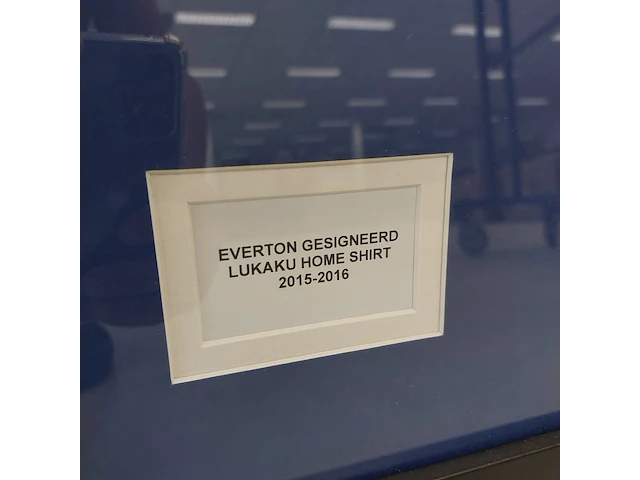 EVERTON GESIGNEERD
LUKAKU HOME SHIRT
2015-2016